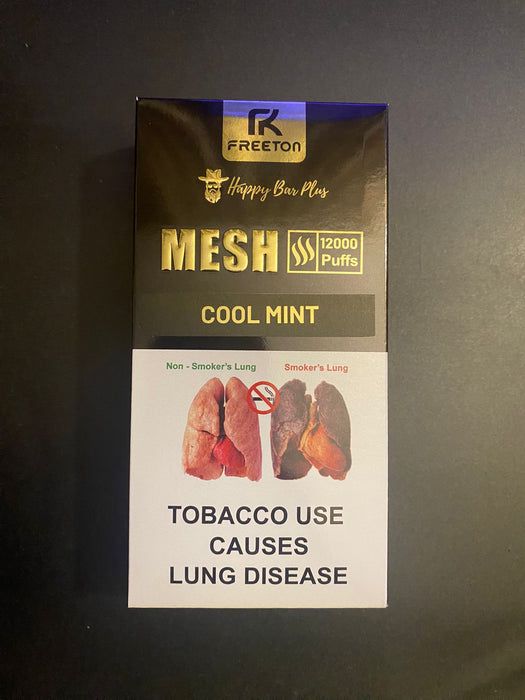 FREETON
Happy Bar Plus
MESH
12000
Puffs
COOL MINT
Non - Smoker's Lung
Smoker's Lung
TOBACCO USE
CAUSES
LUNG DISEASE